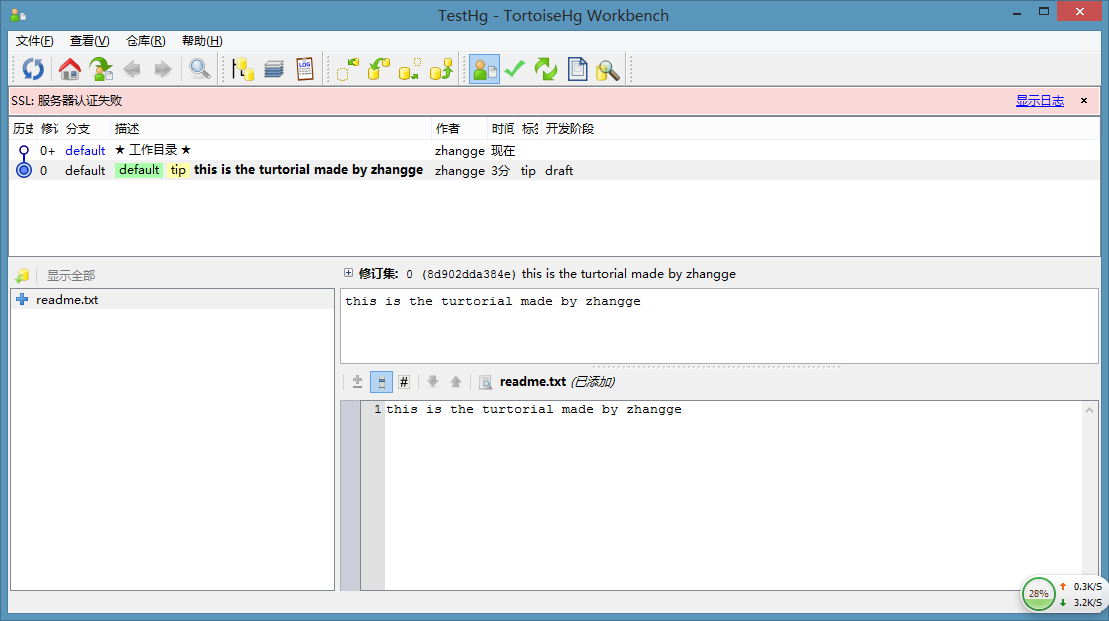 TestHg - TortoiseHg Workbench
文件(F) 查看(V) 仓库(R) 帮助(H)
LOG
SSL: 服务器认证失败 显示日志
历史 修订 分支 描述 作者 时间 标签 开发阶段
0+ default ★ 工作目录 ★ zhangge 现在
0 default default tip this is the turtorial made by zhangge zhangge 3分 tip draft
显示全部
readme.txt
修订集: 0 (8d902dda384e) this is the turtorial made by zhangge
this is the turtorial made by zhangge
# readme.txt (已添加)
1 this is the turtorial made by zhangge
28% 0.3K/S
3.2K/S